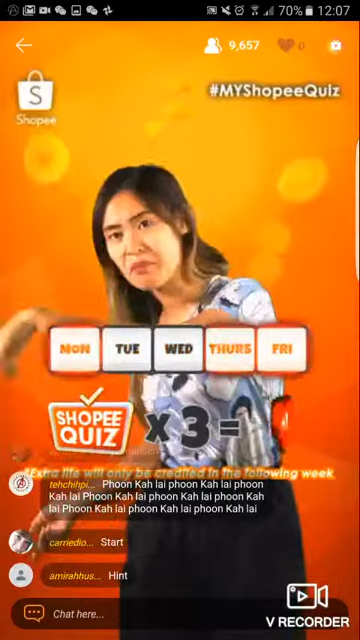 70% 12:07
9,657
0
S
Shopee
#MYShopeeQuiz
MON TUE WED THURS FRI
SHOPEE
QUIZ
x 3 =
*Extra life will only be credited in the following week
tehchihpi... Phoon Kah lai phoon Kah lai phoon
Kah lai Phoon Kah lai phoon Kah lai phoon Kah
lai Phoon Kah lai phoon Kah lai phoon Kah lai
carriedio... Start
amirahhus... Hint
Chat here...
V RECORDER